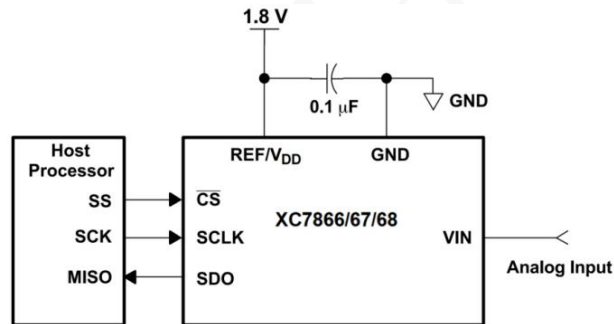 1.8 V
0.1 μF
GND
Host
Processor
REF/VDD
GND
SS
CS
XC7866/67/68
SCK
SCLK
VIN
MISO
SDO
Analog Input